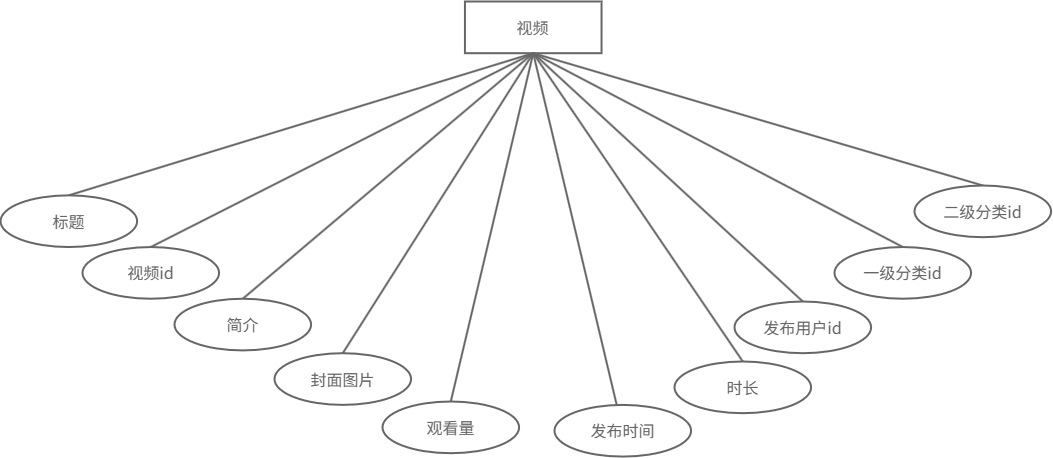 视频
标题
视频id
简介
封面图片
观看量
发布时间
时长
发布用户id
一级分类id
二级分类id